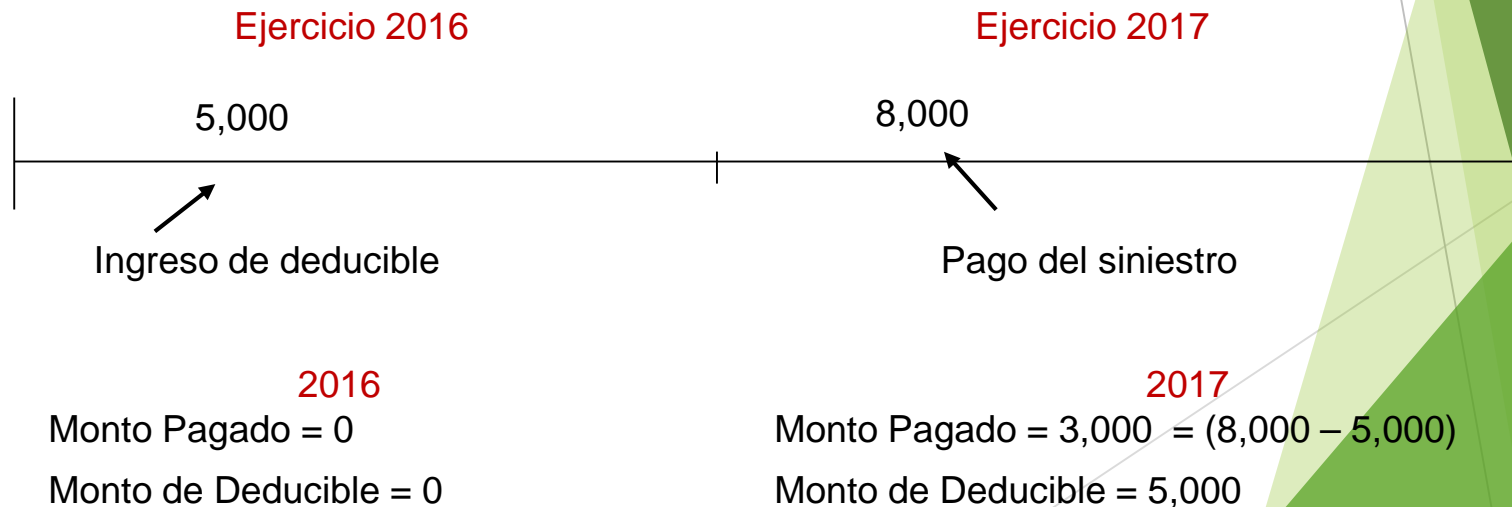 Ejercicio 2016
Ejercicio 2017
5,000
8,000
Ingreso de deducible
Pago del siniestro
2016
Monto Pagado = 0
Monto de Deducible = 0
2017
Monto Pagado = 3,000 = (8,000 – 5,000)
Monto de Deducible = 5,000